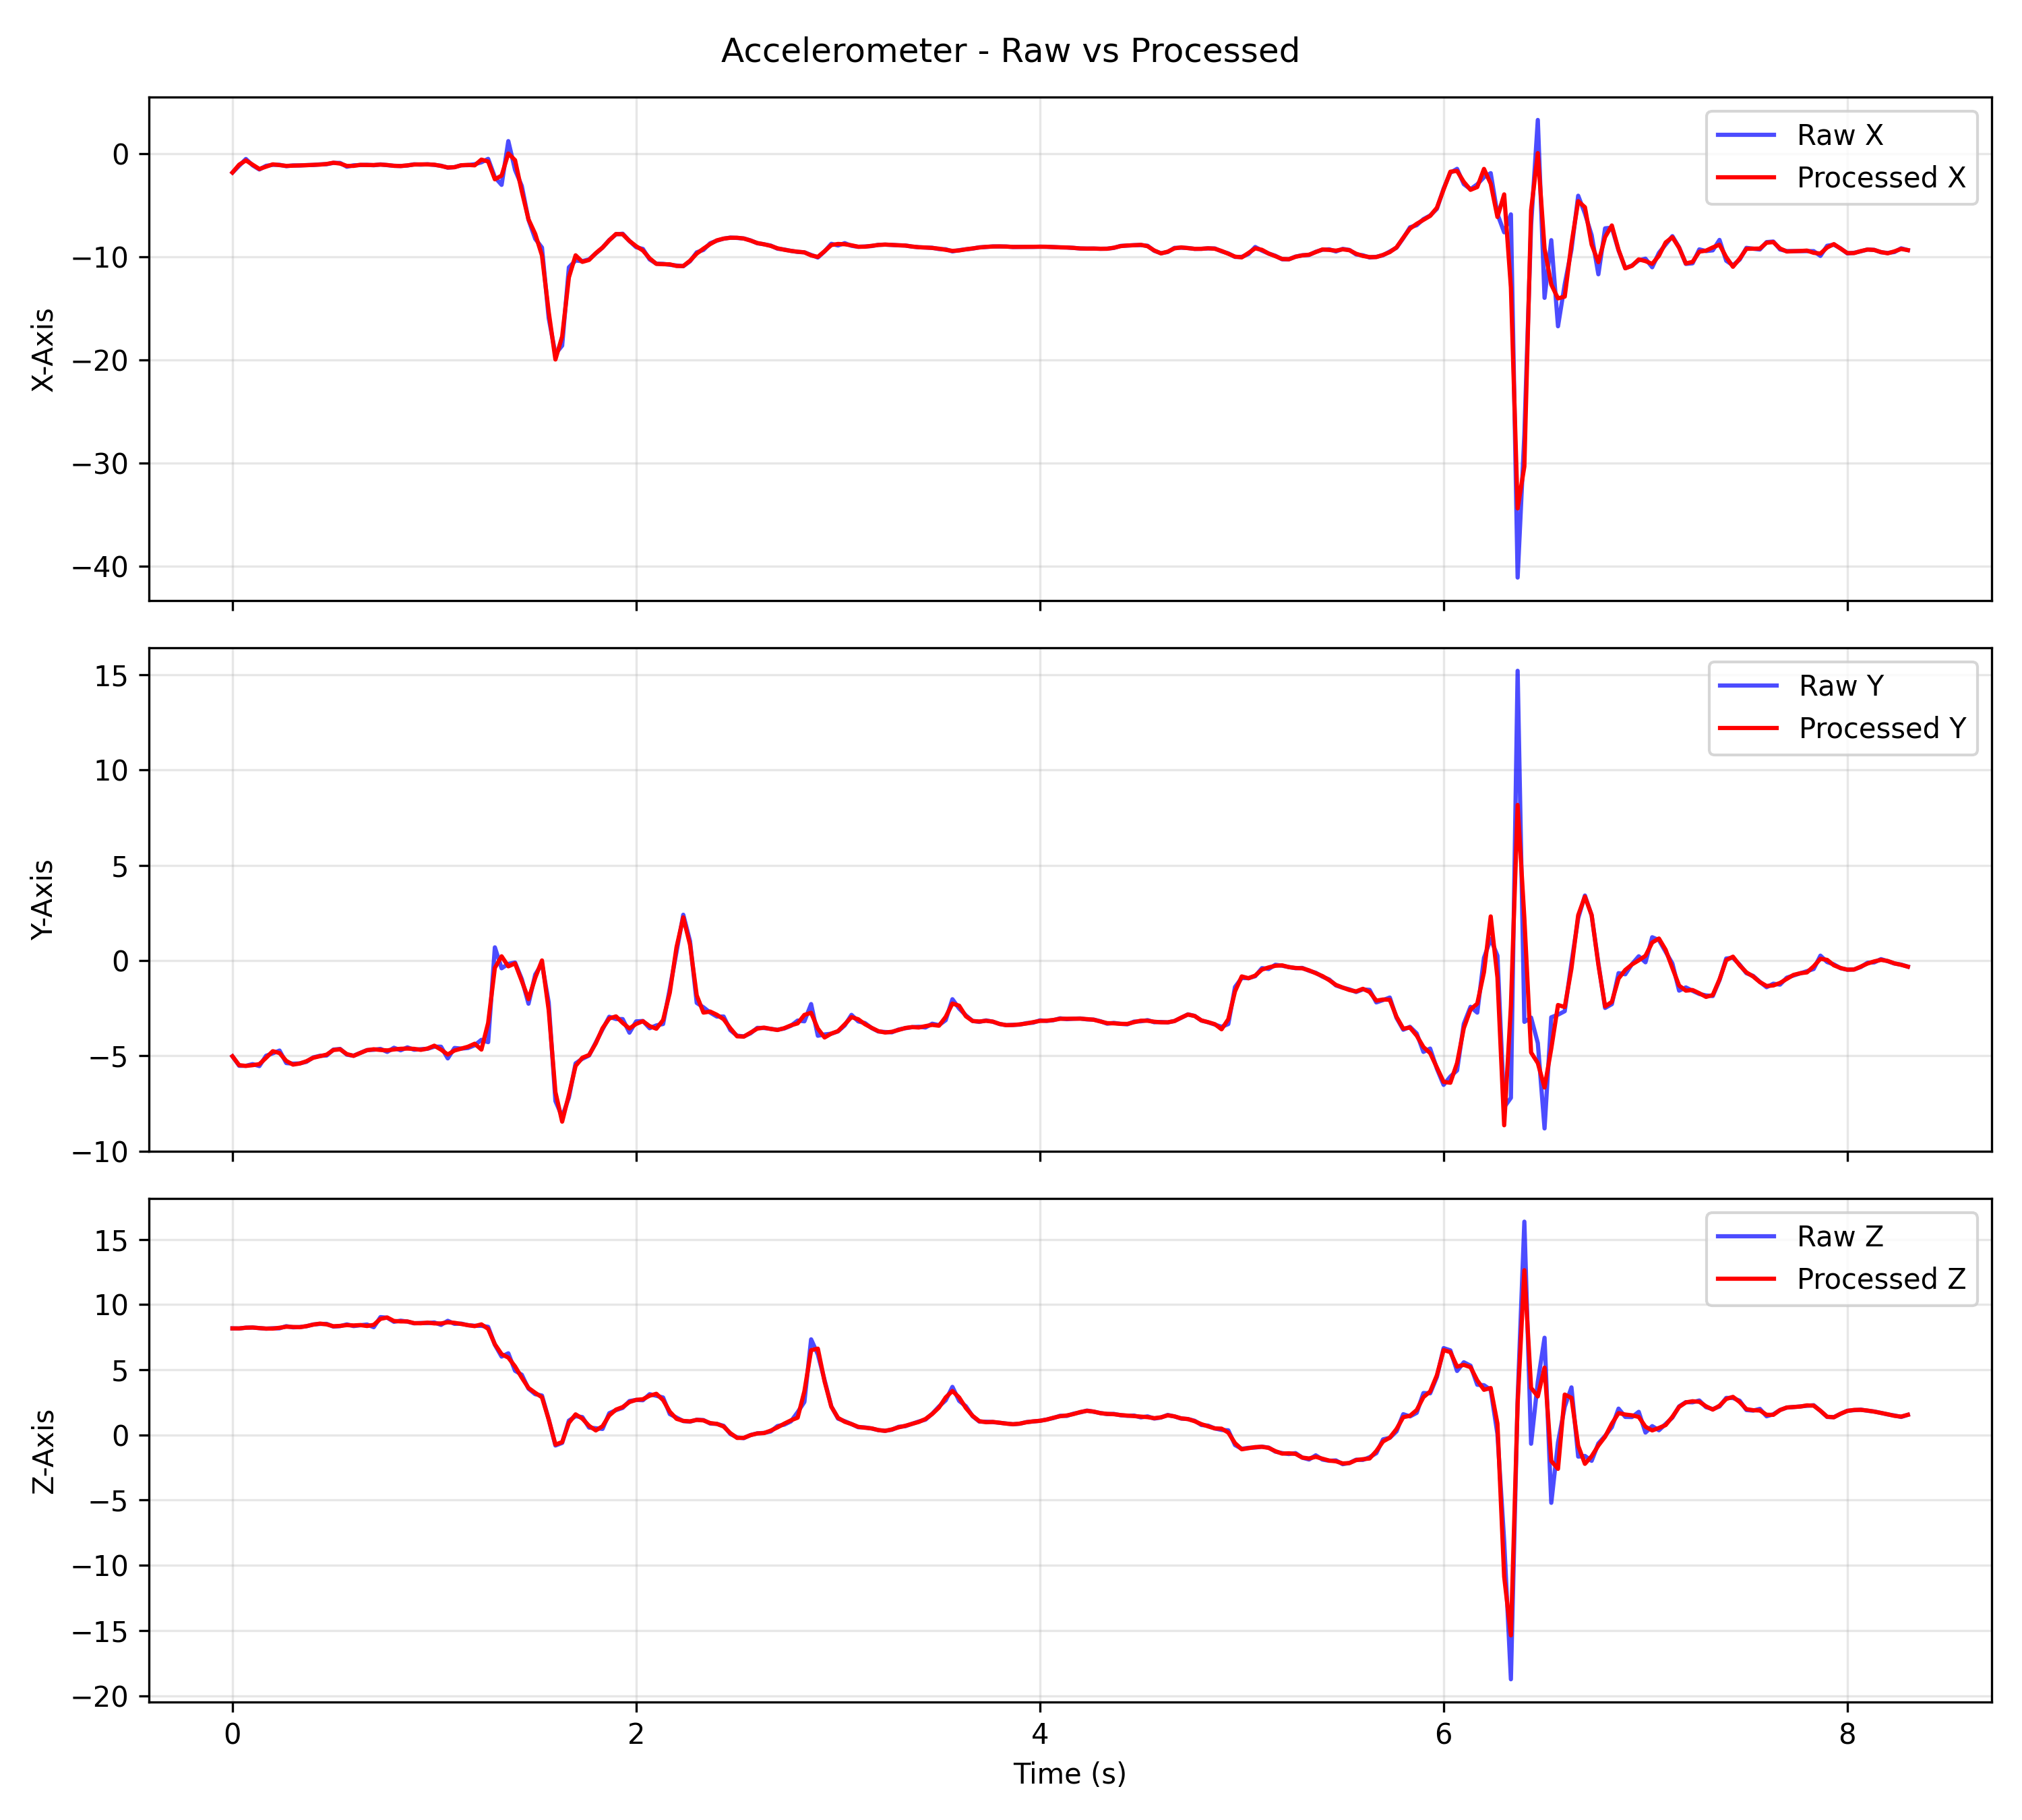 Accelerometer - Raw vs Processed
Raw X
Processed X
0
−10
−20
−30
−40
X-Axis
Raw Y
Processed Y
15
10
5
0
−5
−10
Y-Axis
Raw Z
Processed Z
15
10
5
0
−5
−10
−15
−20
Z-Axis
0 2 4 6 8
Time (s)